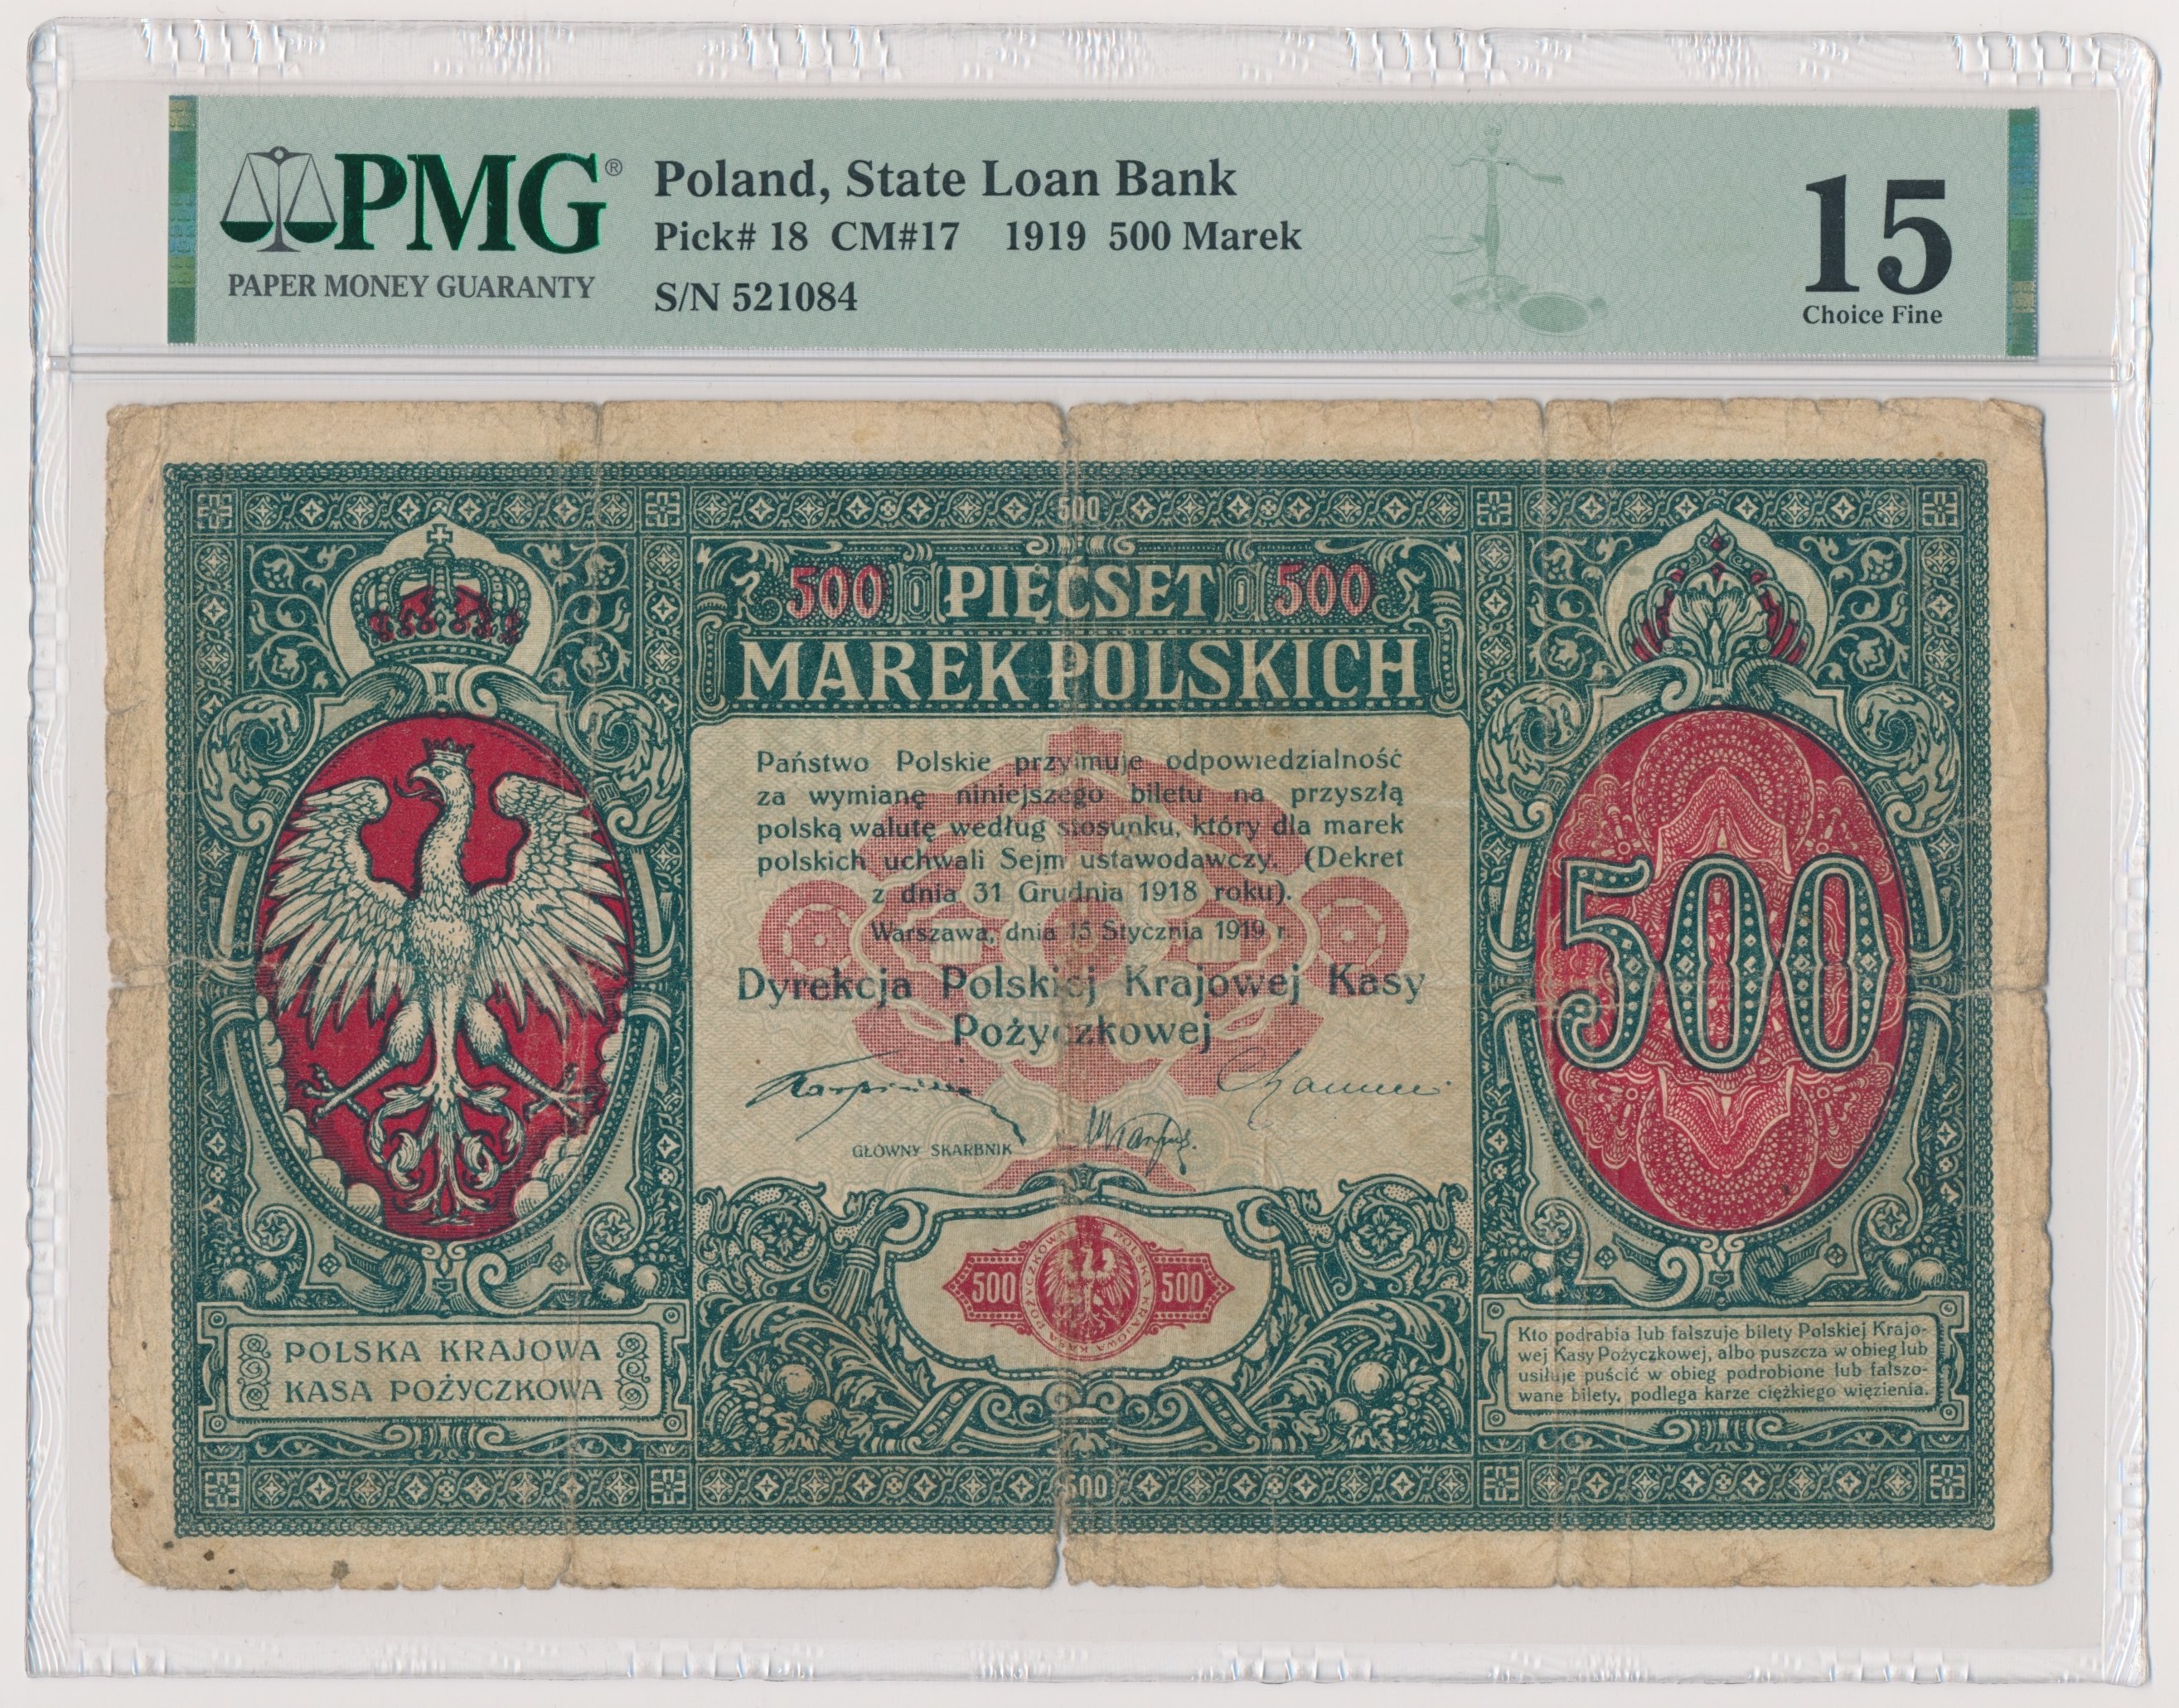 PMG®
PAPER MONEY GUARANTY
Poland, State Loan Bank
Pick# 18 CM#17 1919 500 Marek
S/N 521084
15
Choice Fine
500
500 PIĘĆSET 500
MAREK POLSKICH
Państwo Polskie przyjmuje odpowiedzialność
za wymianę niniejszego biletu na przyszłą
polską walutę według stosunku, który dla marek
polskich uchwali Sejm ustawodawczy. (Dekret
z dnia 31 Grudnia 1918 roku).
Warszawa, dnia 15 Stycznia 1919 r.
Dyrekcja Polskiej Krajowej Kasy
Pożyczkowej
GŁÓWNY SKARBNIK
500
500 POLSKA KRAJOWA KASA POŻYCZKOWA 500
POLSKA KRAJOWA
KASA POŻYCZKOWA
Kto podrabia lub fałszuje bilety Polskiej Krajo-
wej Kasy Pożyczkowej, albo puszcza w obieg lub
usiłuje puścić w obieg podrobione lub fałszo-
wane bilety, podlega karze ciężkiego więzienia.
500